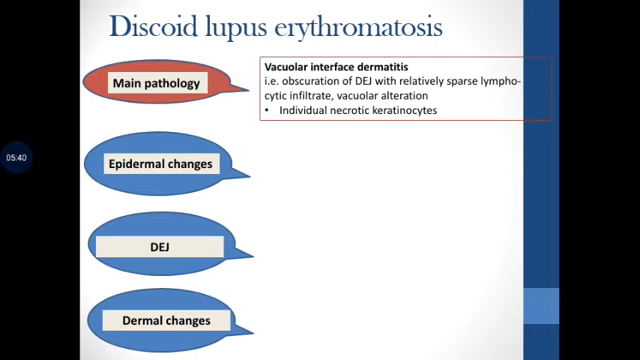 Discoid lupus erythromatosis
Main pathology
Vacuolar interface dermatitis
i.e. obscuration of DEJ with relatively sparse lympho-
cytic infiltrate, vacuolar alteration
• Individual necrotic keratinocytes
05:40
Epidermal changes
DEJ
Dermal changes